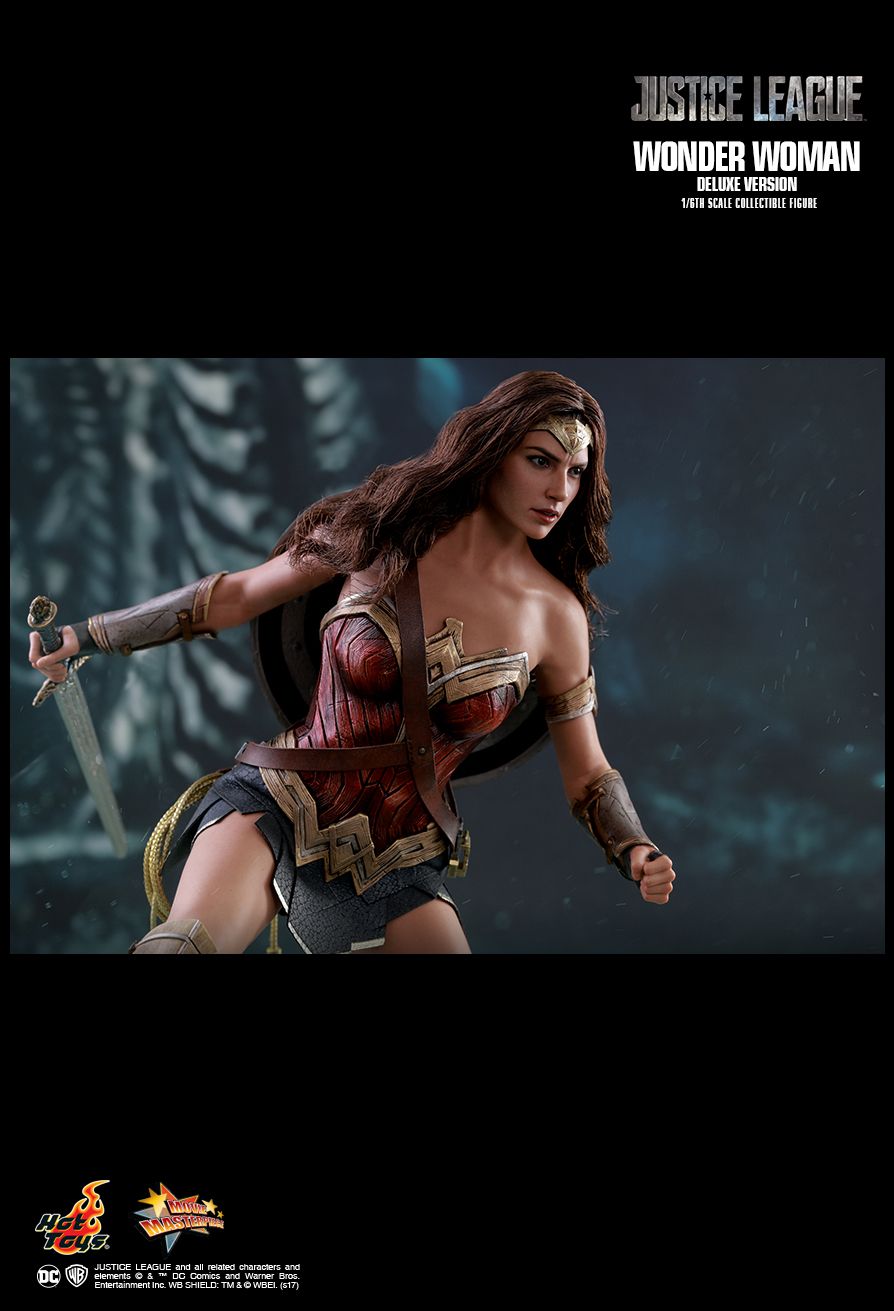 JUSTICE LEAGUE
WONDER WOMAN
DELUXE VERSION
1/6TH SCALE COLLECTIBLE FIGURE
Hot Toys
MOVIE
MASTERPIECE
DC WB
JUSTICE LEAGUE and all related characters and
elements © & ™ DC Comics and Warner Bros.
Entertainment Inc. WB SHIELD: TM & © WBEI. (s17)